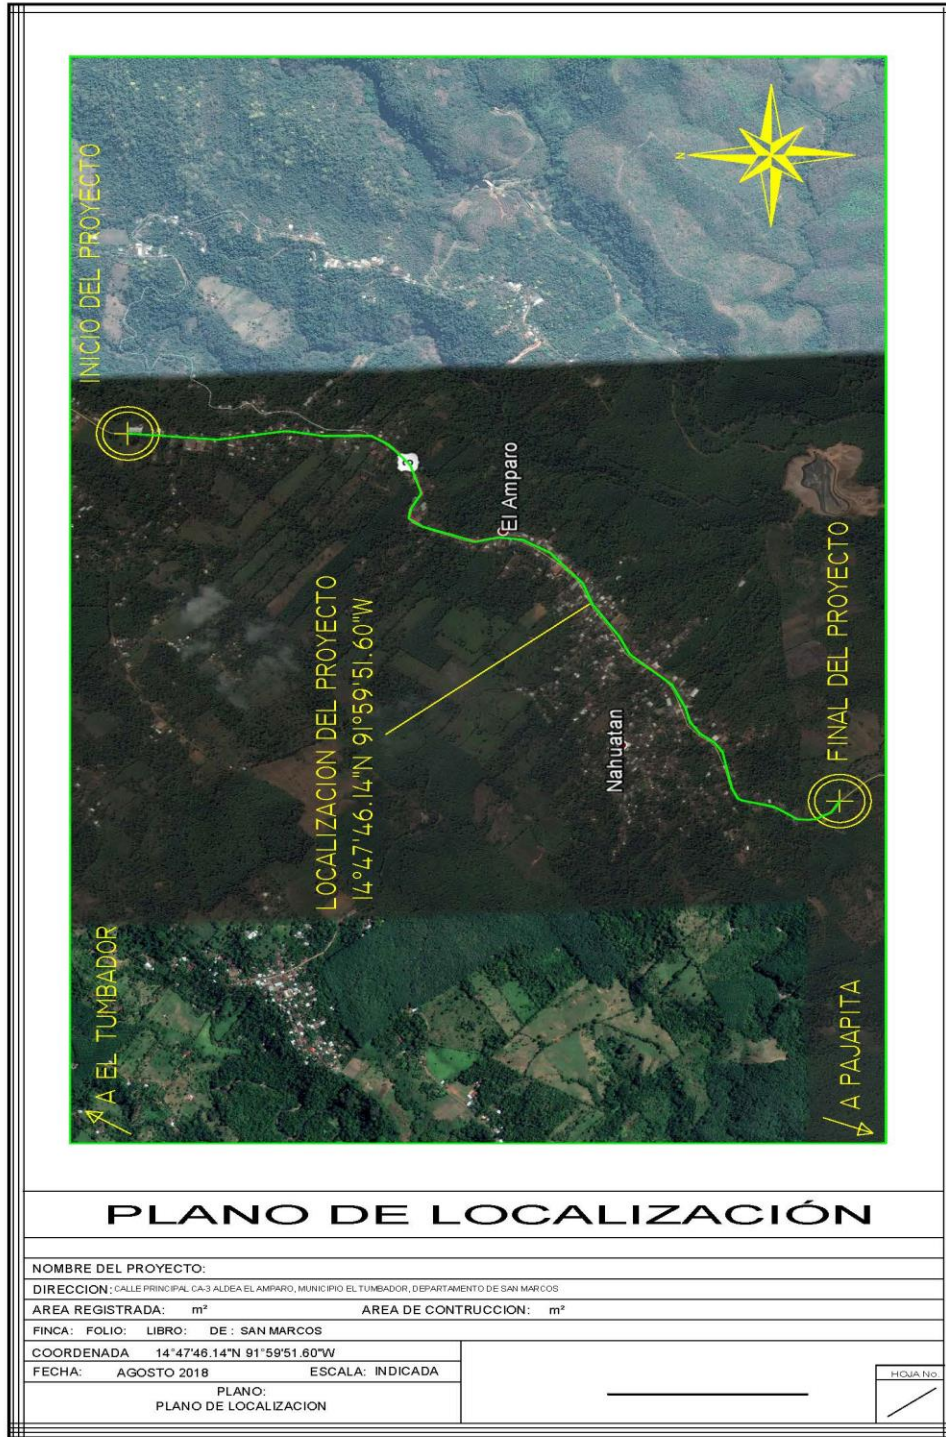 INICIO DEL PROYECTO
N
El Amparo
LOCALIZACION DEL PROYECTO
14°47'46.14"N 91°59'51.60"W
Nahuatan
FINAL DEL PROYECTO
A EL TUMBADOR
A PAJAPITA
PLANO DE LOCALIZACIÓN
NOMBRE DEL PROYECTO:
DIRECCION: CALLE PRINCIPAL CA-3 ALDEA EL AMPARO, MUNICIPIO EL TUMBADOR, DEPARTAMENTO DE SAN MARCOS
AREA REGISTRADA: m² AREA DE CONTRUCCION: m²
FINCA: FOLIO: LIBRO: DE : SAN MARCOS
COORDENADA 14°47'46.14"N 91°59'51.60"W
FECHA: AGOSTO 2018 ESCALA: INDICADA
PLANO:
PLANO DE LOCALIZACION
HOJA No.